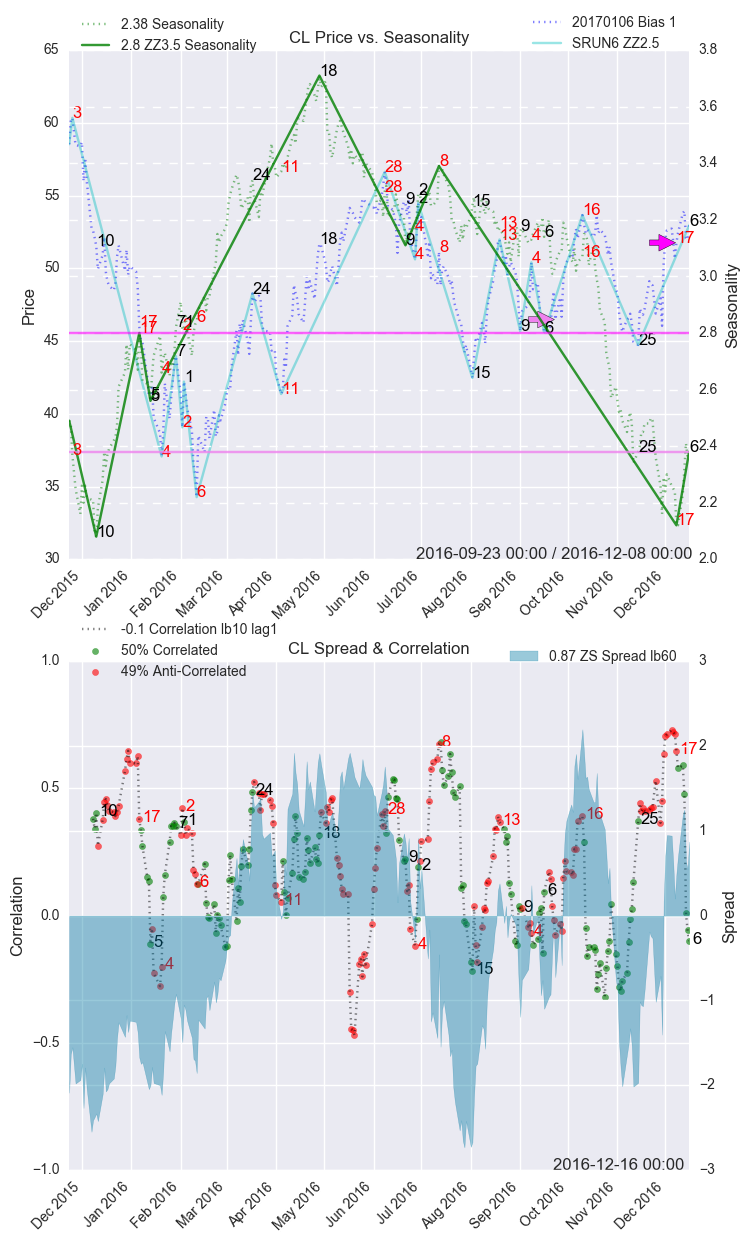 2.38 Seasonality
2.8 ZZ3.5 Seasonality
20170106 Bias 1
SRUN6 ZZ2.5
CL Price vs. Seasonality
Price
65
60
55
50
45
40
35
30
Seasonality
3.8
3.6
3.4
3.2
3.0
2.8
2.6
2.4
2.2
2.0
3
18
24
11
28
28
8
9
2
2
15
13
13
9
4
6
16
16
6
17
10
17
17
71
6
2
7
5
6
3
4
1
2
6
24
11
18
9
4
4
8
15
9
4
6
25
25
6
17
3
10
2016-09-23 00:00 / 2016-12-08 00:00
Dec 2015
Jan 2016
Feb 2016
Mar 2016
Apr 2016
May 2016
Jun 2016
Jul 2016
Aug 2016
Sep 2016
Oct 2016
Nov 2016
Dec 2016
-0.1 Correlation lb10 lag1
50% Correlated
49% Anti-Correlated
CL Spread & Correlation
0.87 ZS Spread lb60
Correlation
1.0
0.5
0.0
−0.5
−1.0
Spread
3
2
1
0
−1
−2
−3
10
17
2
71
6
5
4
24
11
18
28
9
2
4
8
15
13
9
4
6
16
25
17
6
2016-12-16 00:00
Dec 2015
Jan 2016
Feb 2016
Mar 2016
Apr 2016
May 2016
Jun 2016
Jul 2016
Aug 2016
Sep 2016
Oct 2016
Nov 2016
Dec 2016